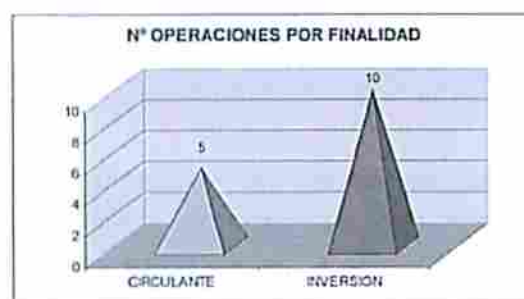 Nº OPERACIONES POR FINALIDAD
10
5
10
8
6
4
2
0
CIRCULANTE
INVERSION